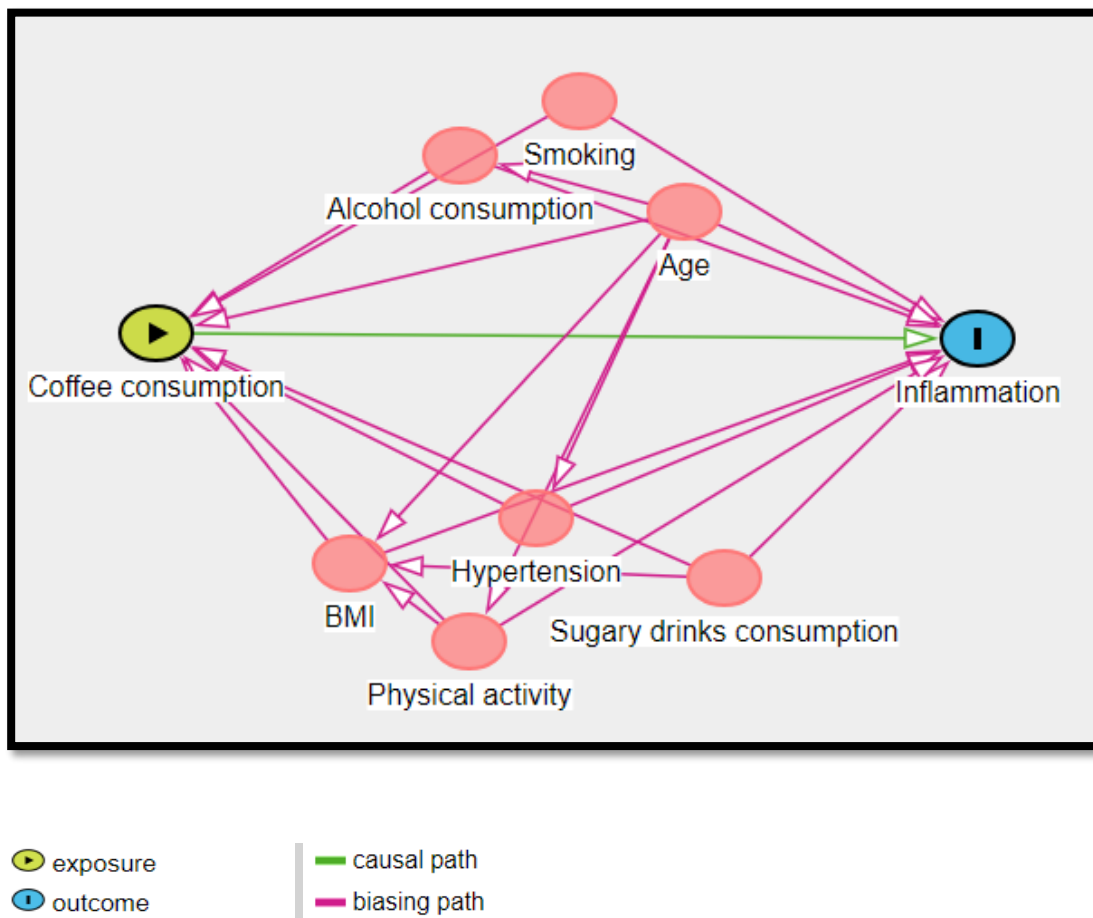 Smoking
Alcohol consumption
Age
Coffee consumption
Inflammation
Hypertension
BMI
Sugary drinks consumption
Physical activity
exposure
causal path
outcome
biasing path